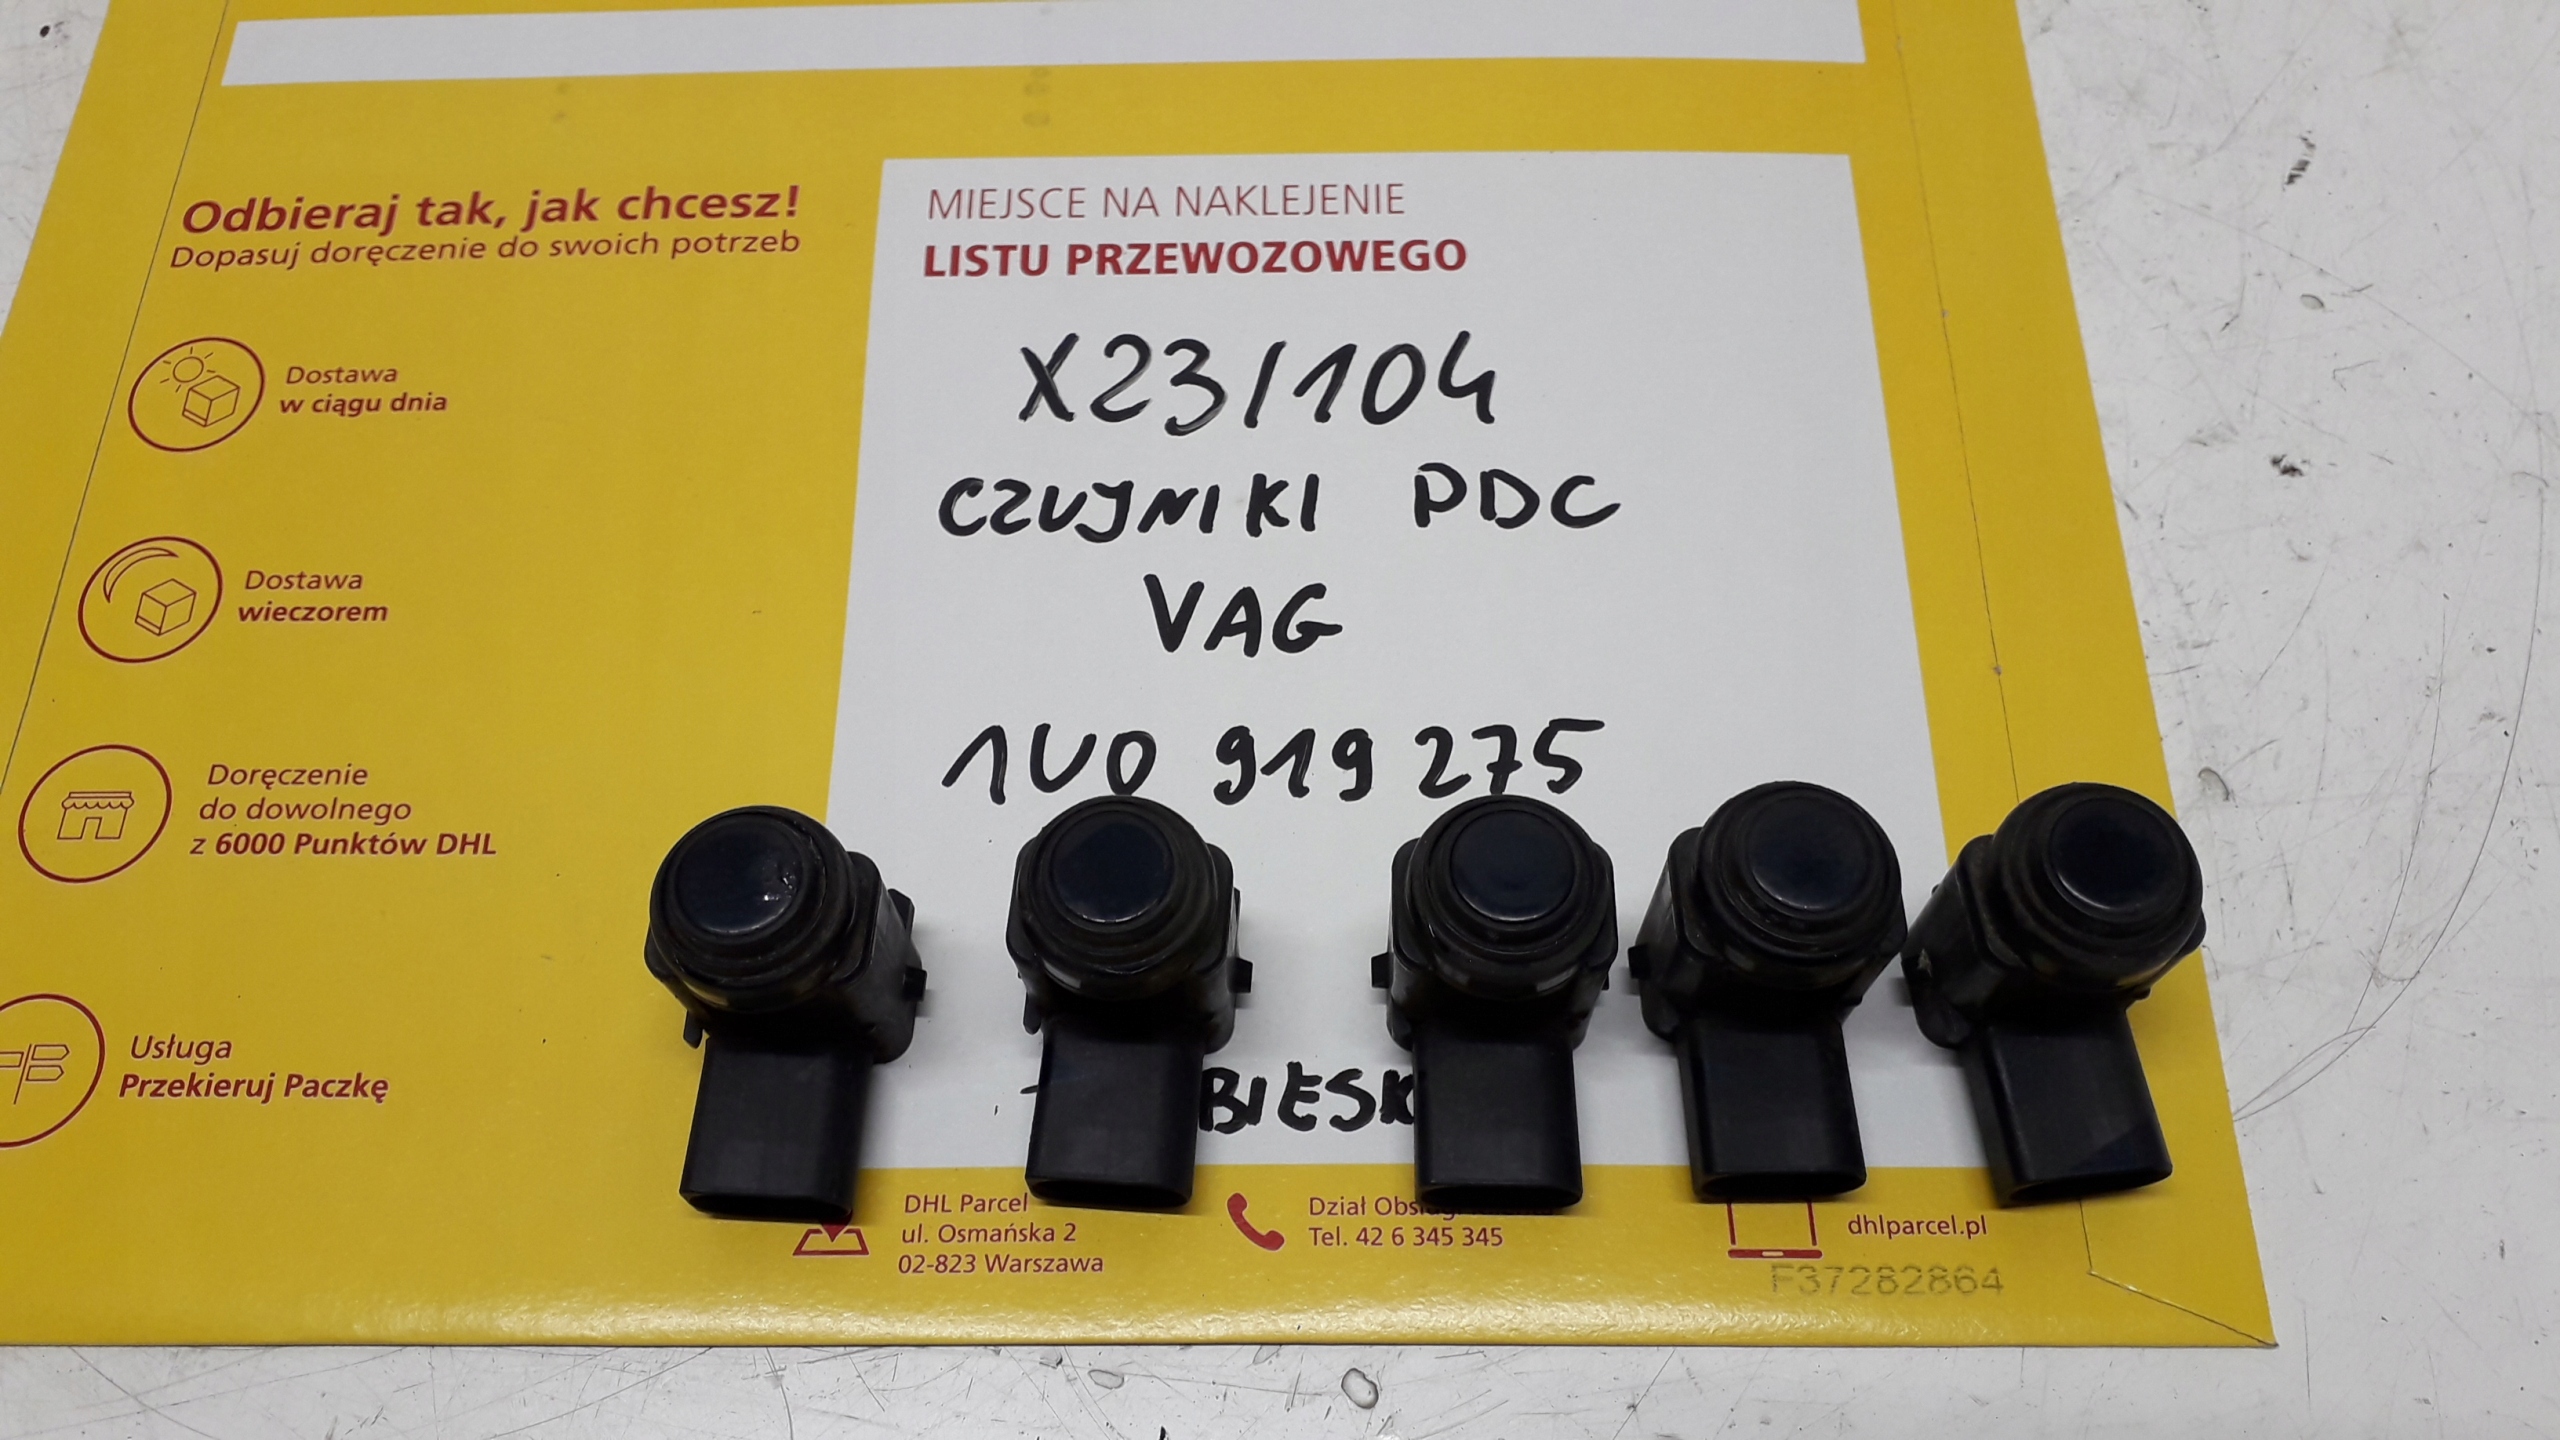 Odbieraj tak, jak chcesz!
Dopasuj doręczenie do swoich potrzeb
Dostawa
w ciągu dnia
Dostawa
wieczorem
Doręczenie
do dowolnego
z 6000 Punktów DHL
Usługa
Przekieruj Paczkę
MIEJSCE NA NAKLEJENIE
LISTU PRZEWOZOWEGO
X23/104
CZUJNIKI PDC
VAG
1U0 919 275
DHL Parcel
ul. Osmańska 2
02-823 Warszawa
Dział
Tel. 42 6 345 345
dhlparcel.pl
F37282864